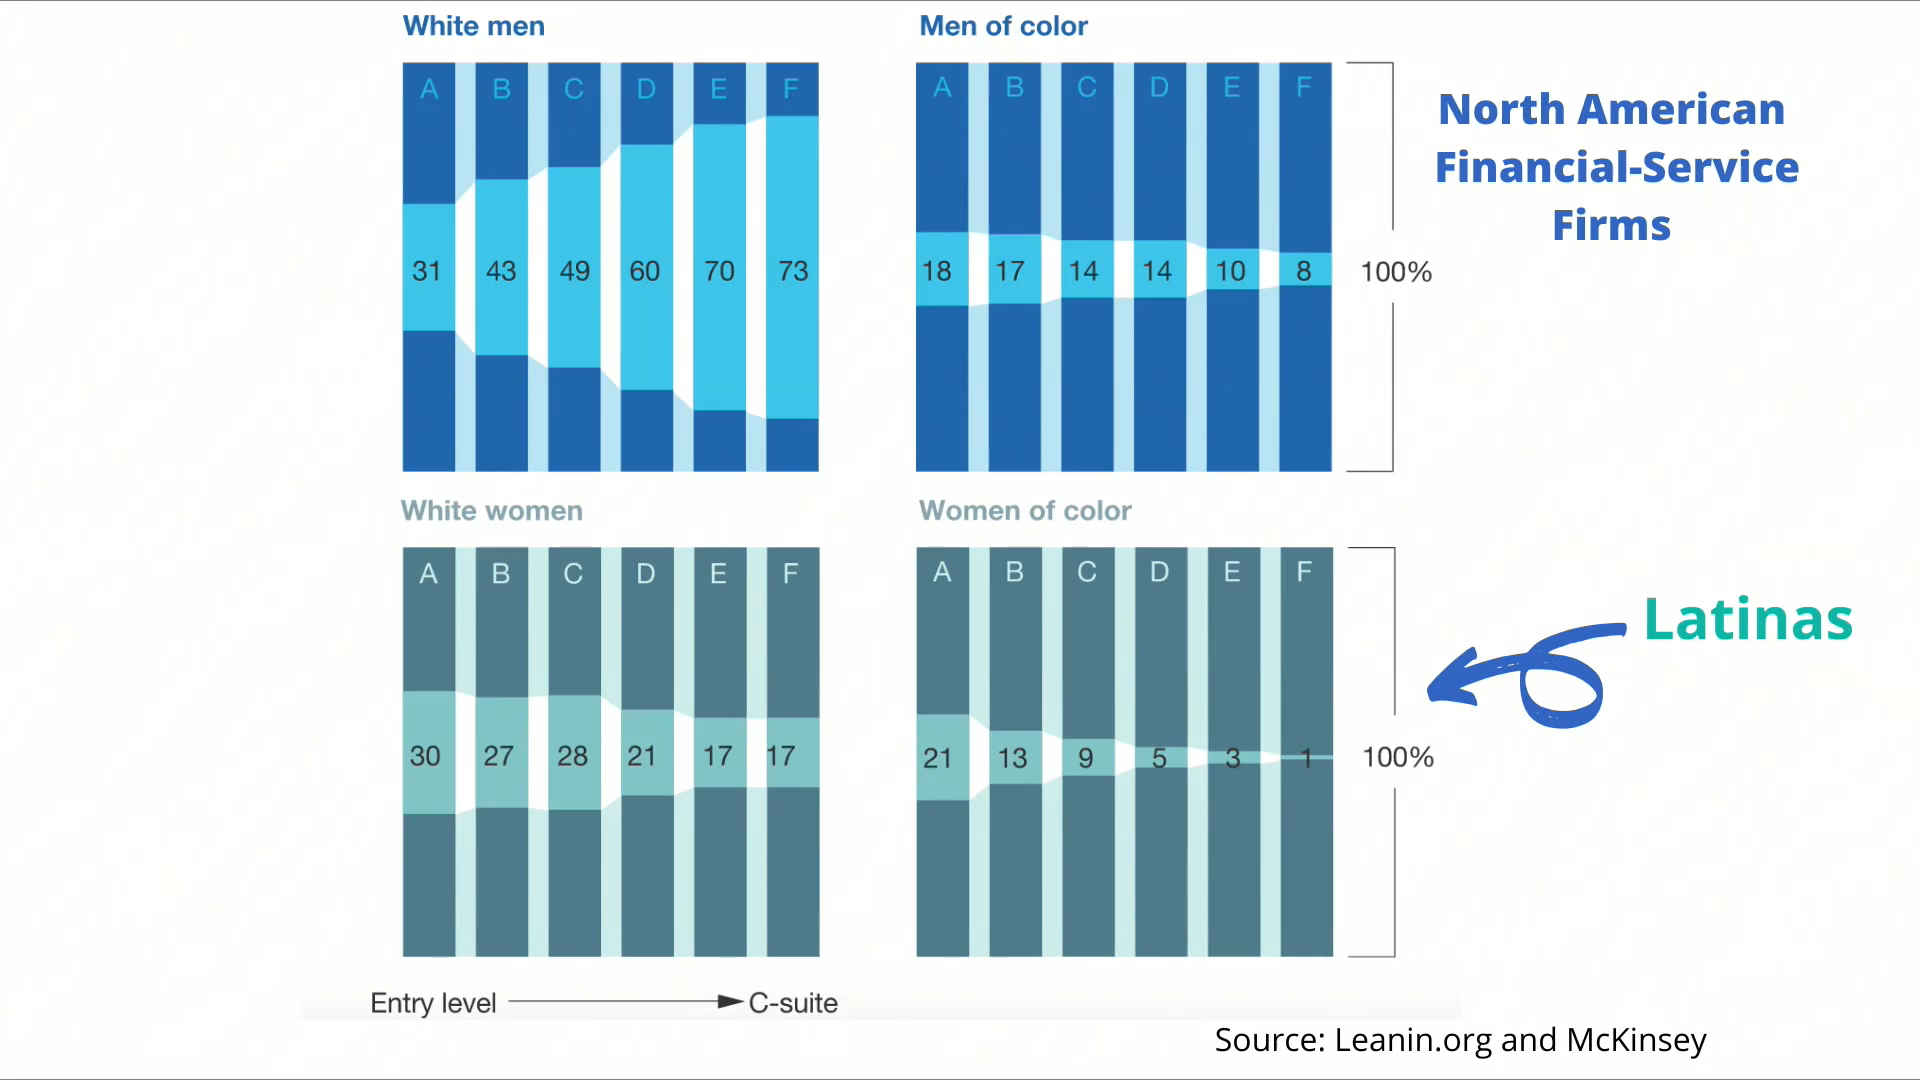 White men
A B C D E F
31 43 49 60 70 73
Men of color
A B C D E F
18 17 14 14 10 8
100%
North American
Financial-Service
Firms
White women
A B C D E F
30 27 28 21 17 17
Women of color
A B C D E F
21 13 9 5 3 1
100%
Latinas
Entry level C-suite
Source: Leanin.org and McKinsey